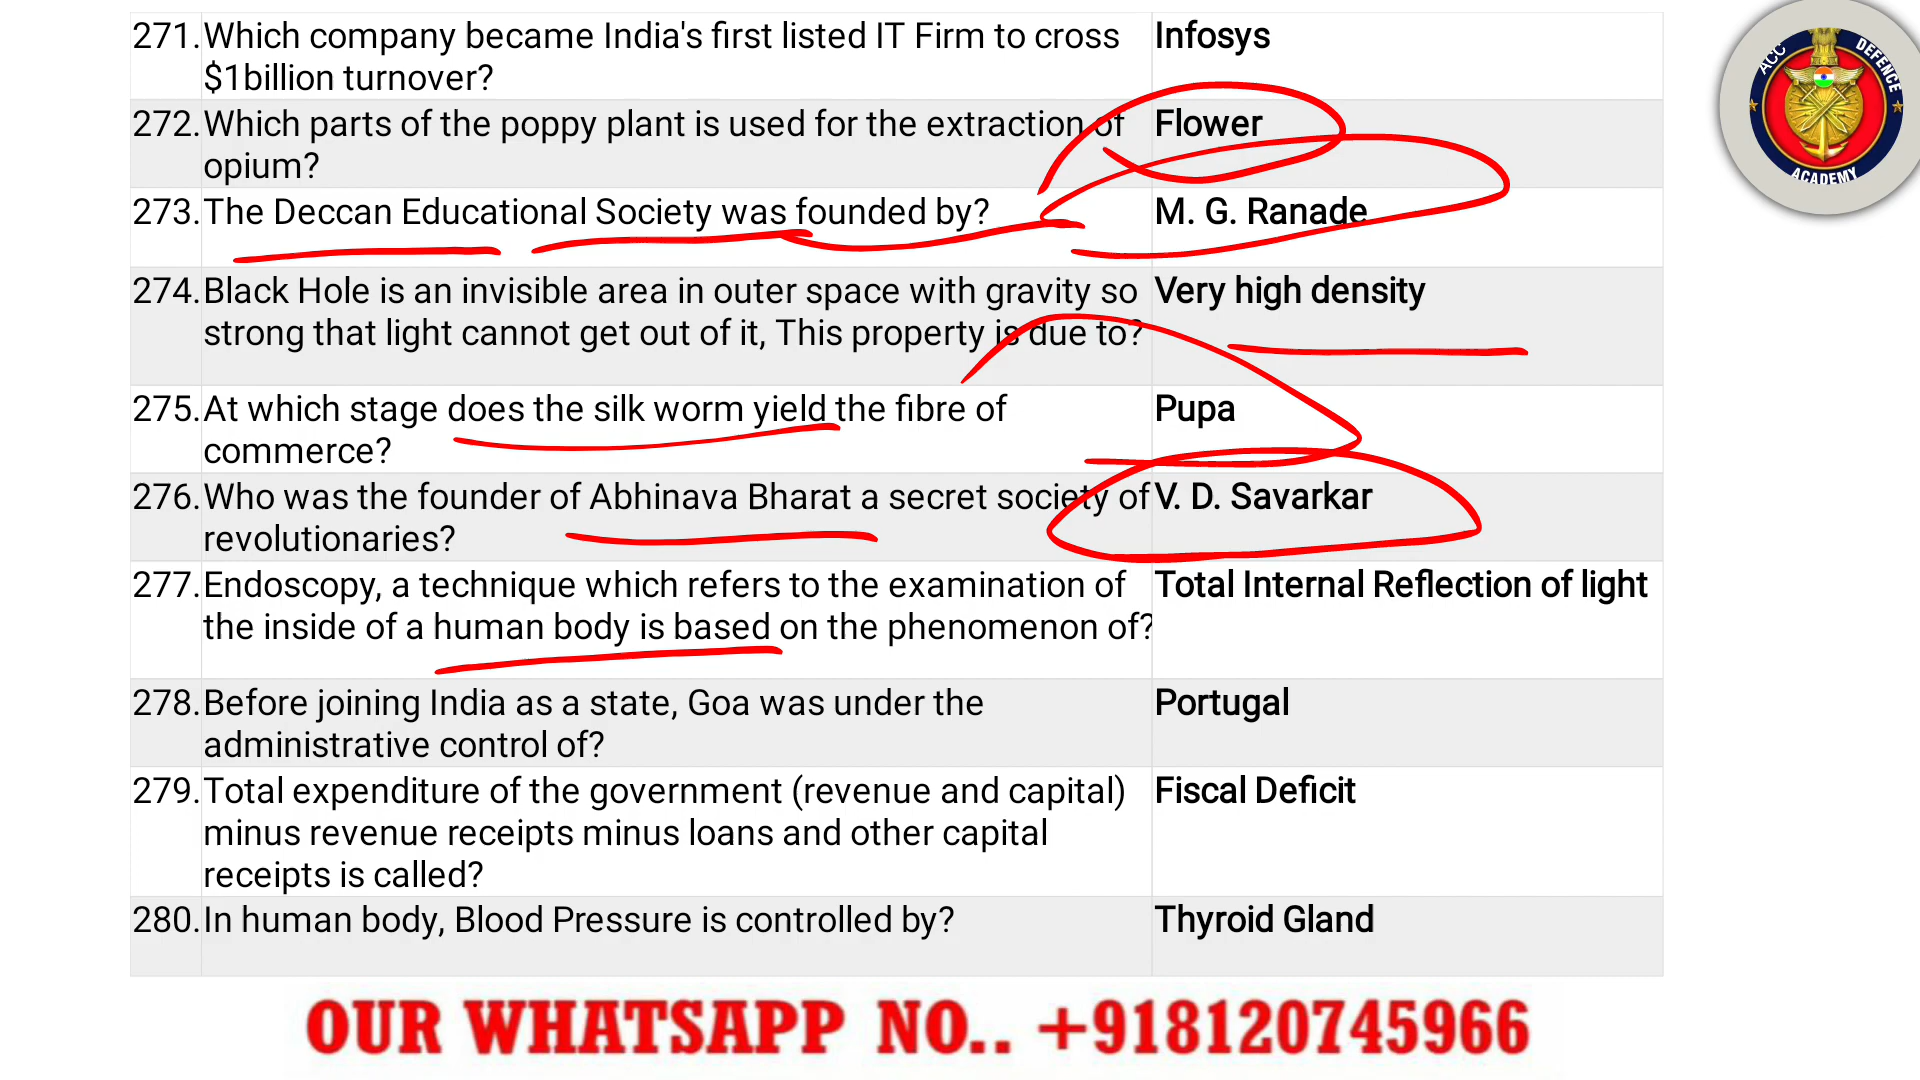 271. Which company became India's first listed IT Firm to cross Infosys
$1billion turnover?
272. Which parts of the poppy plant is used for the extraction of Flower
opium?
273. The Deccan Educational Society was founded by? M. G. Ranade
274. Black Hole is an invisible area in outer space with gravity so Very high density
strong that light cannot get out of it, This property is due to?
275. At which stage does the silk worm yield the fibre of Pupa
commerce?
276. Who was the founder of Abhinava Bharat a secret society of V. D. Savarkar
revolutionaries?
277. Endoscopy, a technique which refers to the examination of Total Internal Reflection of light
the inside of a human body is based on the phenomenon of?
278. Before joining India as a state, Goa was under the Portugal
administrative control of?
279. Total expenditure of the government (revenue and capital) Fiscal Deficit
minus revenue receipts minus loans and other capital
receipts is called?
280. In human body, Blood Pressure is controlled by? Thyroid Gland
ACC DEFENCE
ACADEMY
OUR WHATSAPP NO.. +918120745966